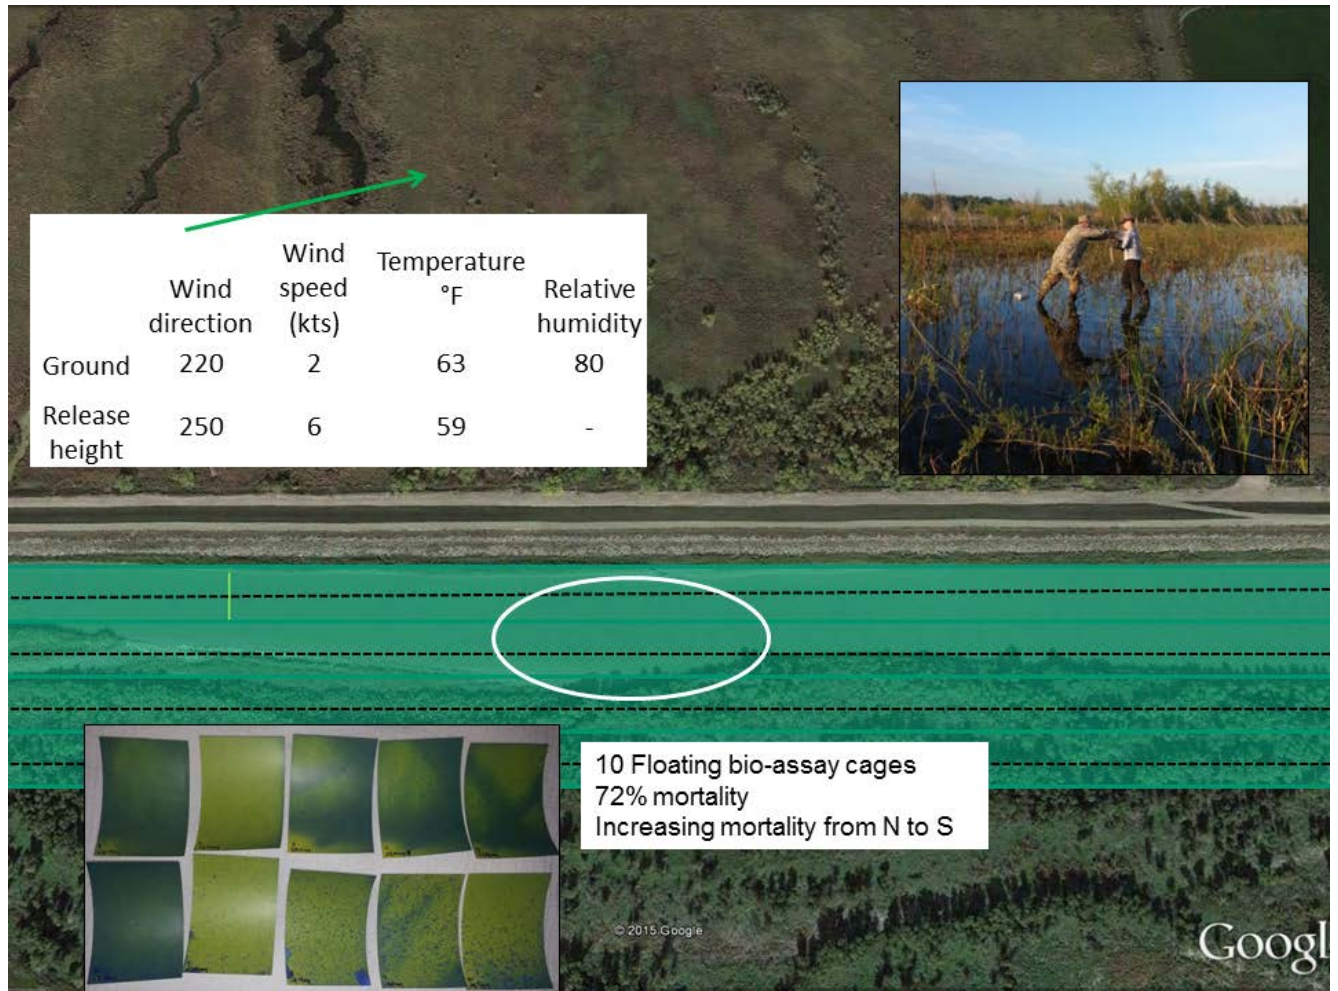 Wind direction
Wind speed (kts)
Temperature °F
Relative humidity
Ground 220 2 63 80
Release height 250 6 59 -
10 Floating bio-assay cages
72% mortality
Increasing mortality from N to S
© 2015 Google
Googl